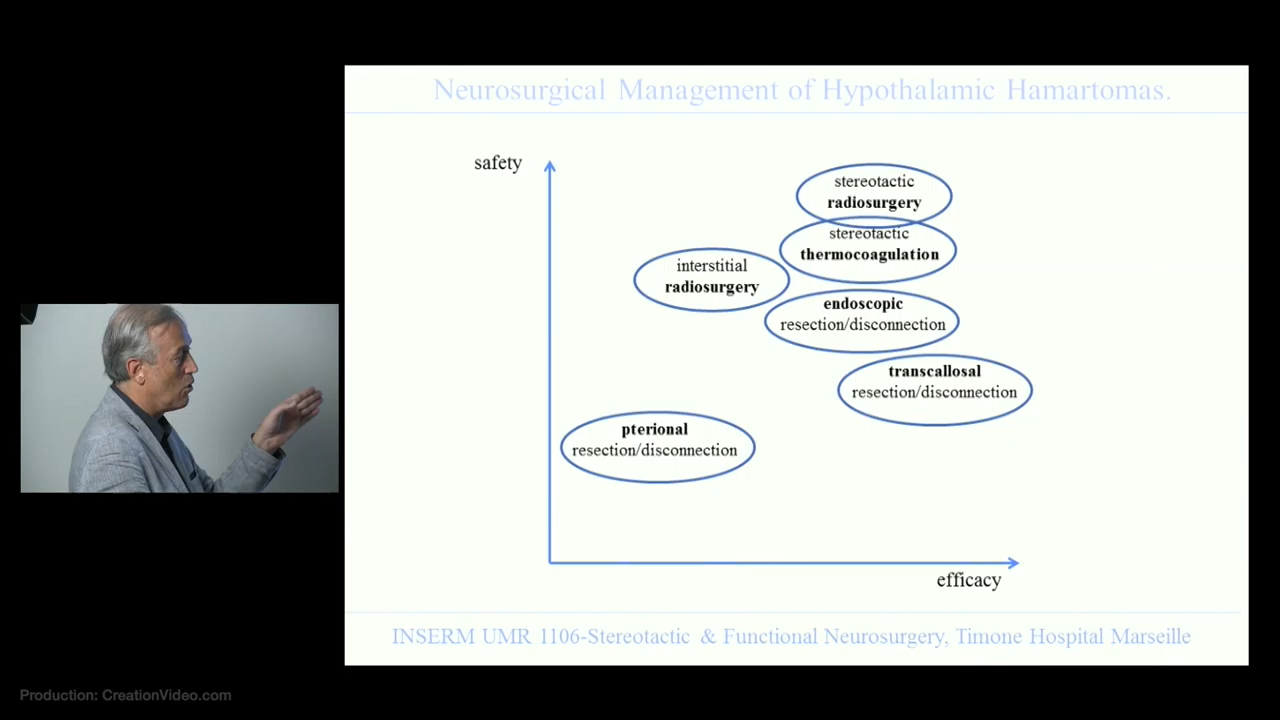 Neurosurgical Management of Hypothalamic Hamartomas.
safety
stereotactic
radiosurgery
stereotactic
thermocoagulation
interstitial
radiosurgery
endoscopic
resection/disconnection
transcallosal
resection/disconnection
pterional
resection/disconnection
efficacy
INSERM UMR 1106-Stereotactic & Functional Neurosurgery, Timone Hospital Marseille
Production: CreationVideo.com